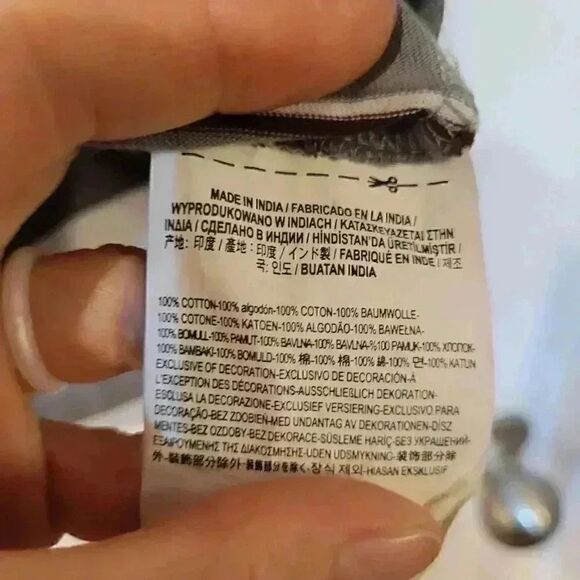 MADE IN INDIA / FABRICADO EN LA INDIA /
WYPRODUKOWANO W INDIACH / ΚΑΤΑΣΚΕΥΑΖΕΤΑΙ ΣΤΗΝ
ΙΝΔΙΑ / СДЕЛАНО В ИНДИИ / HİNDİSTAN'DA ÜRETİLMİŞTİR /
产地: 印度 / 產地: 印度 / インド製 / FABRIQUÉ EN INDE / 제조
국: 인도 / BUATAN INDIA
100% COTTON-100% algodón-100% COTON-100% BAUMWOLLE-
100% COTONE-100% KATOEN-100% ALGODÃO-100% BAWEŁNA-
100% BOMULL-100% PAMUT-100% BAVLNA-100% BAVLNA-%100 PAMUK-100% ХЛОПОК-
100% ΒΑΜΒΑΚΙ-100% BOMULD-100% 棉-100% 棉-100% 綿-100% 면-100% KATUN
EXCLUSIVE OF DECORATION-EXCLUSIVO DE DECORACIÓN-À
L'EXCEPTION DES DÉCORATIONS-AUSSCHLIEßLICH DEKORATION-
ESCLUSA LA DECORAZIONE-EXCLUSIEF VERSIERING-EXCLUSIVO PARA
DECORAÇÃO-BEZ ZDOBIEŃ-MED UNDANTAG AV DEKORATIONEN-DÍSZ
MENTES-BEZ OZDOBY-BEZ DEKORACE-SÜSLEME HARİÇ-БЕЗ УКРАШЕНИЙ-
ΕΞΑΙΡΟΥΜΕΝΗΣ ΤΗΣ ΔΙΑΚΟΣΜΗΣΗΣ-UDEN UDSMYKNING-装饰部分除
外-裝飾部分除外-装飾部分を除く-장식 제외-HIASAN EKSKLUSIF